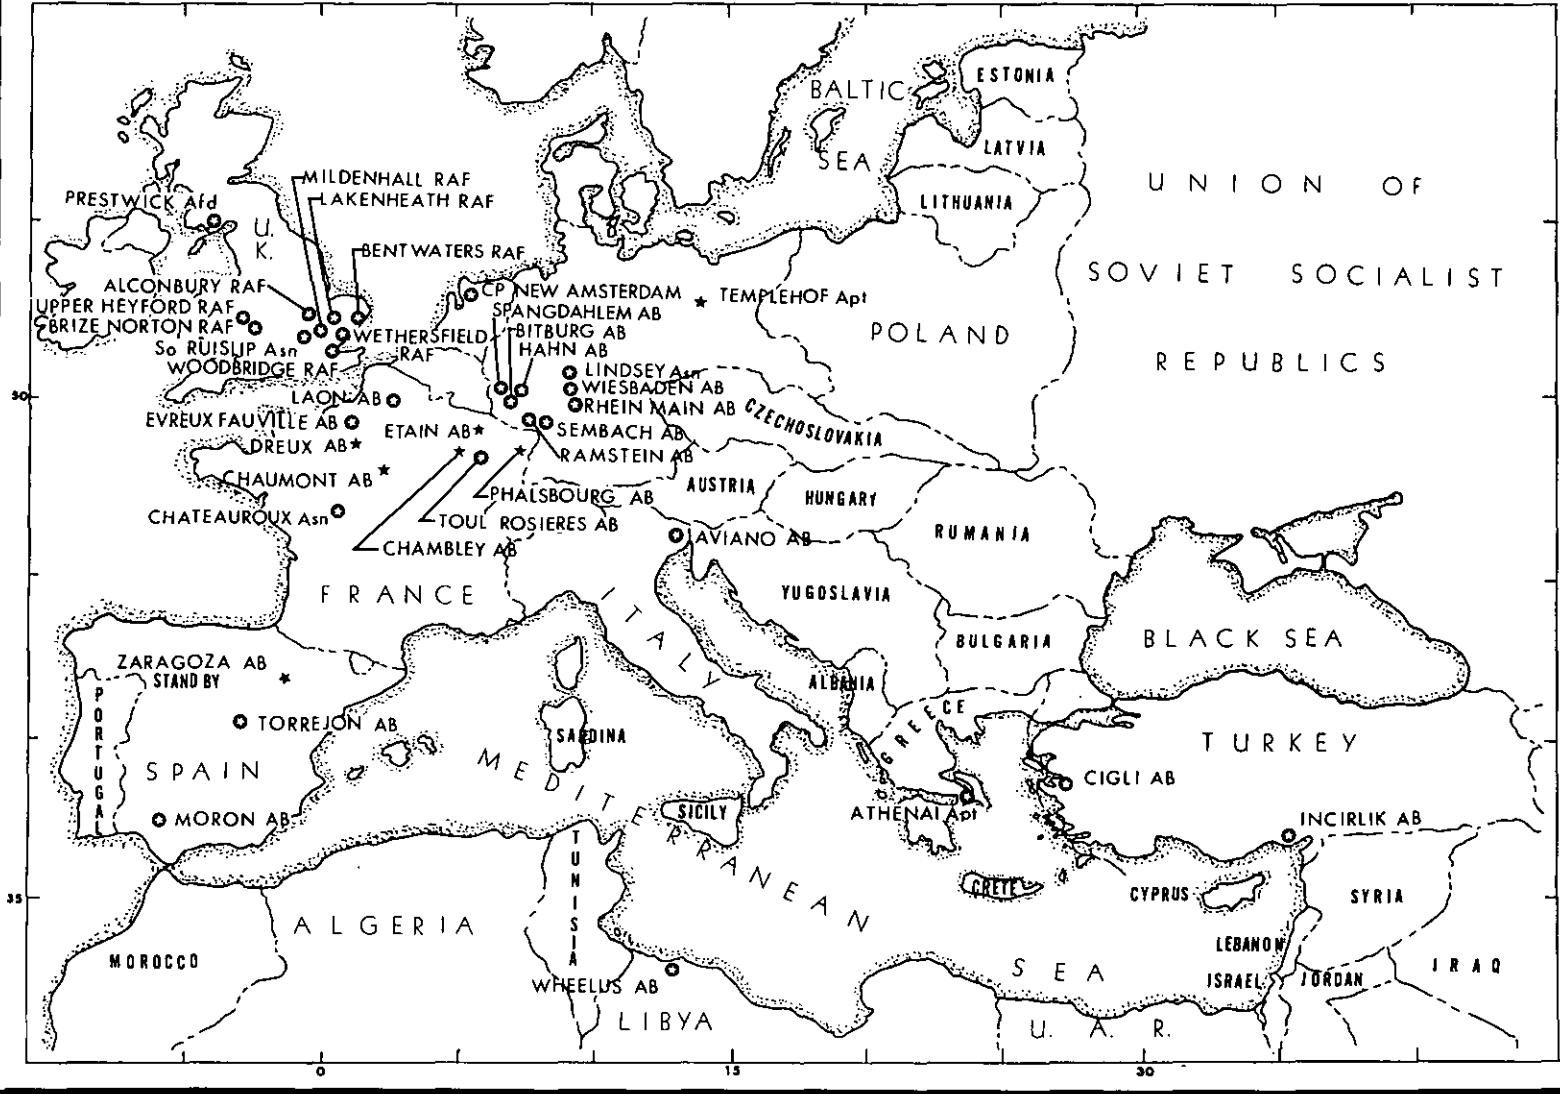 BALTIC
SEA
ESTONIA
LATVIA
LITHUANIA
UNION OF
SOVIET SOCIALIST
REPUBLICS
MILDENHALL RAF
LAKENHEATH RAF
PRESTWICK Afd
U.
K.
BENTWATERS RAF
ALCONBURY RAF
UPPER HEYFORD RAF
BRIZE NORTON RAF
So RUISLIP Asn
WOODBRIDGE RAF
WETHERSFIELD
RAF
CP NEW AMSTERDAM
SPANGDAHLEM AB
BITBURG AB
HAHN AB
TEMPLEHOF Apt
POLAND
LINDSEY Asn
WIESBADEN AB
RHEIN MAIN AB
SEMBACH AB
RAMSTEIN AB
CZECHOSLOVAKIA
50
LAON AB
EVREUX FAUVILLE AB
DREUX AB
ETAIN AB
CHAUMONT AB
CHATEAUROUX Asn
PHALSBOURG AB
TOUL ROSIERES AB
CHAMBLEY AB
AUSTRIA
HUNGARY
RUMANIA
AVIANO AB
FRANCE
ITALY
YUGOSLAVIA
BULGARIA
BLACK SEA
ALBANIA
GREECE
TURKEY
ZARAGOZA AB
STAND BY
PORTUGAL
TORREJON AB
SPAIN
MORON AB
SARDINA
MEDITERRANEAN
SICILY
ATHENAI Apt
CIGLI AB
INCIRLIK AB
CRETE
CYPRUS
SYRIA
35
ALGERIA
TUNISIA
MOROCCO
WHEELUS AB
LIBYA
SEA
LEBANON
ISRAEL
JORDAN
IRAQ
U. A. R.
0 15 30